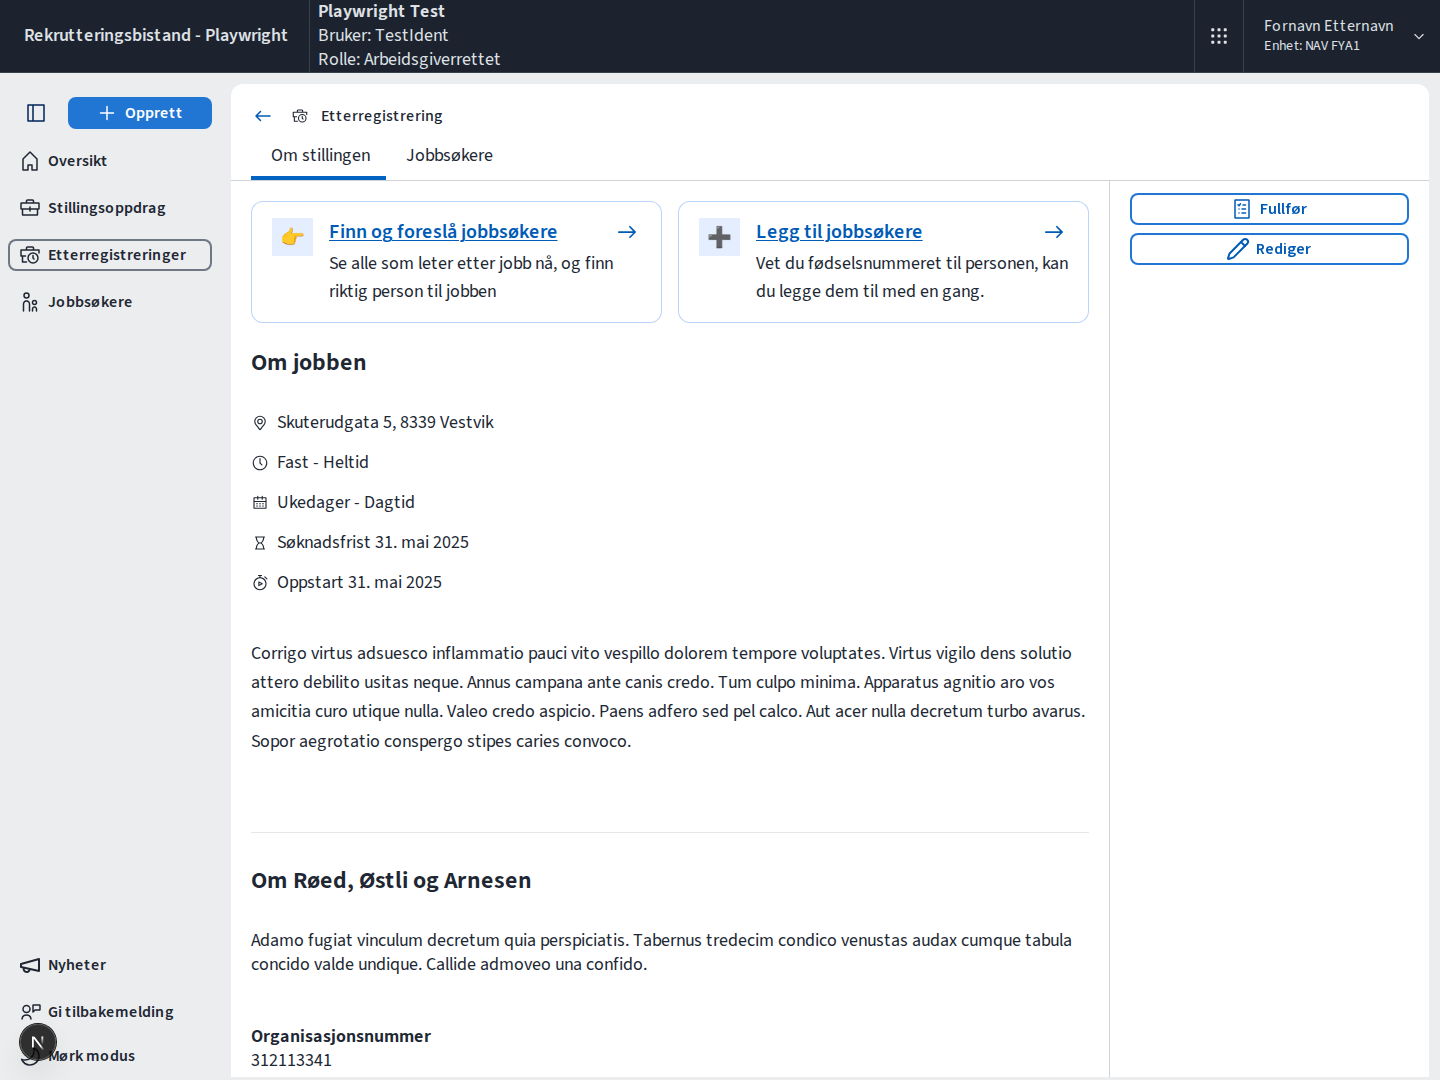 Rekrutteringsbistand - Playwright
Playwright Test
Bruker: TestIdent
Rolle: Arbeidsgiverrettet
Fornavn Etternavn
Enhet: NAV FYA1
Opprett
Oversikt
Stillingsoppdrag
Etterregistreringer
Jobbsøkere
Nyheter
Gi tilbakemelding
N
Mørk modus
Etterregistrering
Om stillingen
Jobbsøkere
Finn og foreslå jobbsøkere
Se alle som leter etter jobb nå, og finn
riktig person til jobben
Legg til jobbsøkere
Vet du fødselsnummeret til personen, kan
du legge dem til med en gang.
Om jobben
Skuterudgata 5, 8339 Vestvik
Fast - Heltid
Ukedager - Dagtid
Søknadsfrist 31. mai 2025
Oppstart 31. mai 2025
Corrigo virtus adsuesco inflammatio pauci vito vespillo dolorem tempore voluptates. Virtus vigilo dens solutio
attero debilito usitas neque. Annus campana ante canis credo. Tum culpo minima. Apparatus agnitio aro vos
amicitia curo utique nulla. Valeo credo aspicio. Paens adfero sed pel calco. Aut acer nulla decretum turbo avarus.
Sopor aegrotatio conspergo stipes caries convoco.
Om Røed, Østli og Arnesen
Adamo fugiat vinculum decretum quia perspiciatis. Tabernus tredecim condico venustas audax cumque tabula
concido valde undique. Callide admoveo una confido.
Organisasjonsnummer
312113341
Fullfør
Rediger